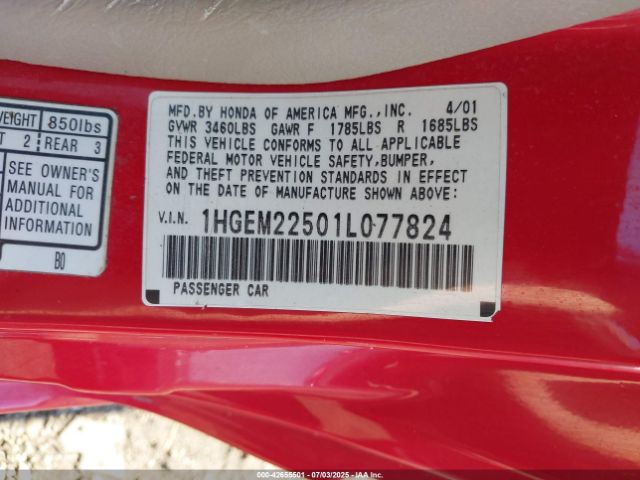 MFD.BY HONDA OF AMERICA MFG.,INC. 4/01
GVWR 3460LBS GAWR F 1785LBS R 1685LBS
THIS VEHICLE CONFORMS TO ALL APPLICABLE
FEDERAL MOTOR VEHICLE SAFETY,BUMPER,
AND THEFT PREVENTION STANDARDS IN EFFECT
ON THE DATE OF MANUFACTURE SHOWN ABOVE:
V.I.N. 1HGEM22501L077824
PASSENGER CAR
850lbs
2 REAR 3
SEE OWNER'S
MANUAL FOR
ADDITIONAL
INFORMATION
B0
000-42655501 - 07/03/2025 - IAAI.COM